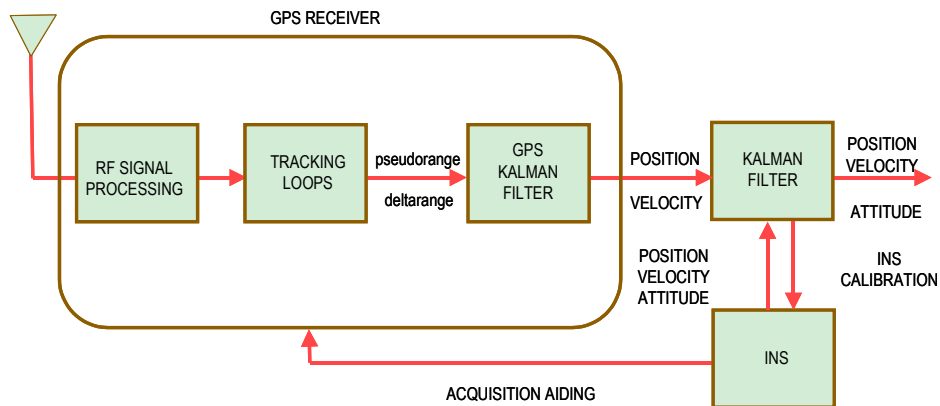 GPS RECEIVER
RF SIGNAL
PROCESSING
TRACKING
LOOPS
pseudorange
deltarange
GPS
KALMAN
FILTER
POSITION
VELOCITY
KALMAN
FILTER
POSITION
VELOCITY
ATTITUDE
POSITION
VELOCITY
ATTITUDE
INS
CALIBRATION
INS
ACQUISITION AIDING